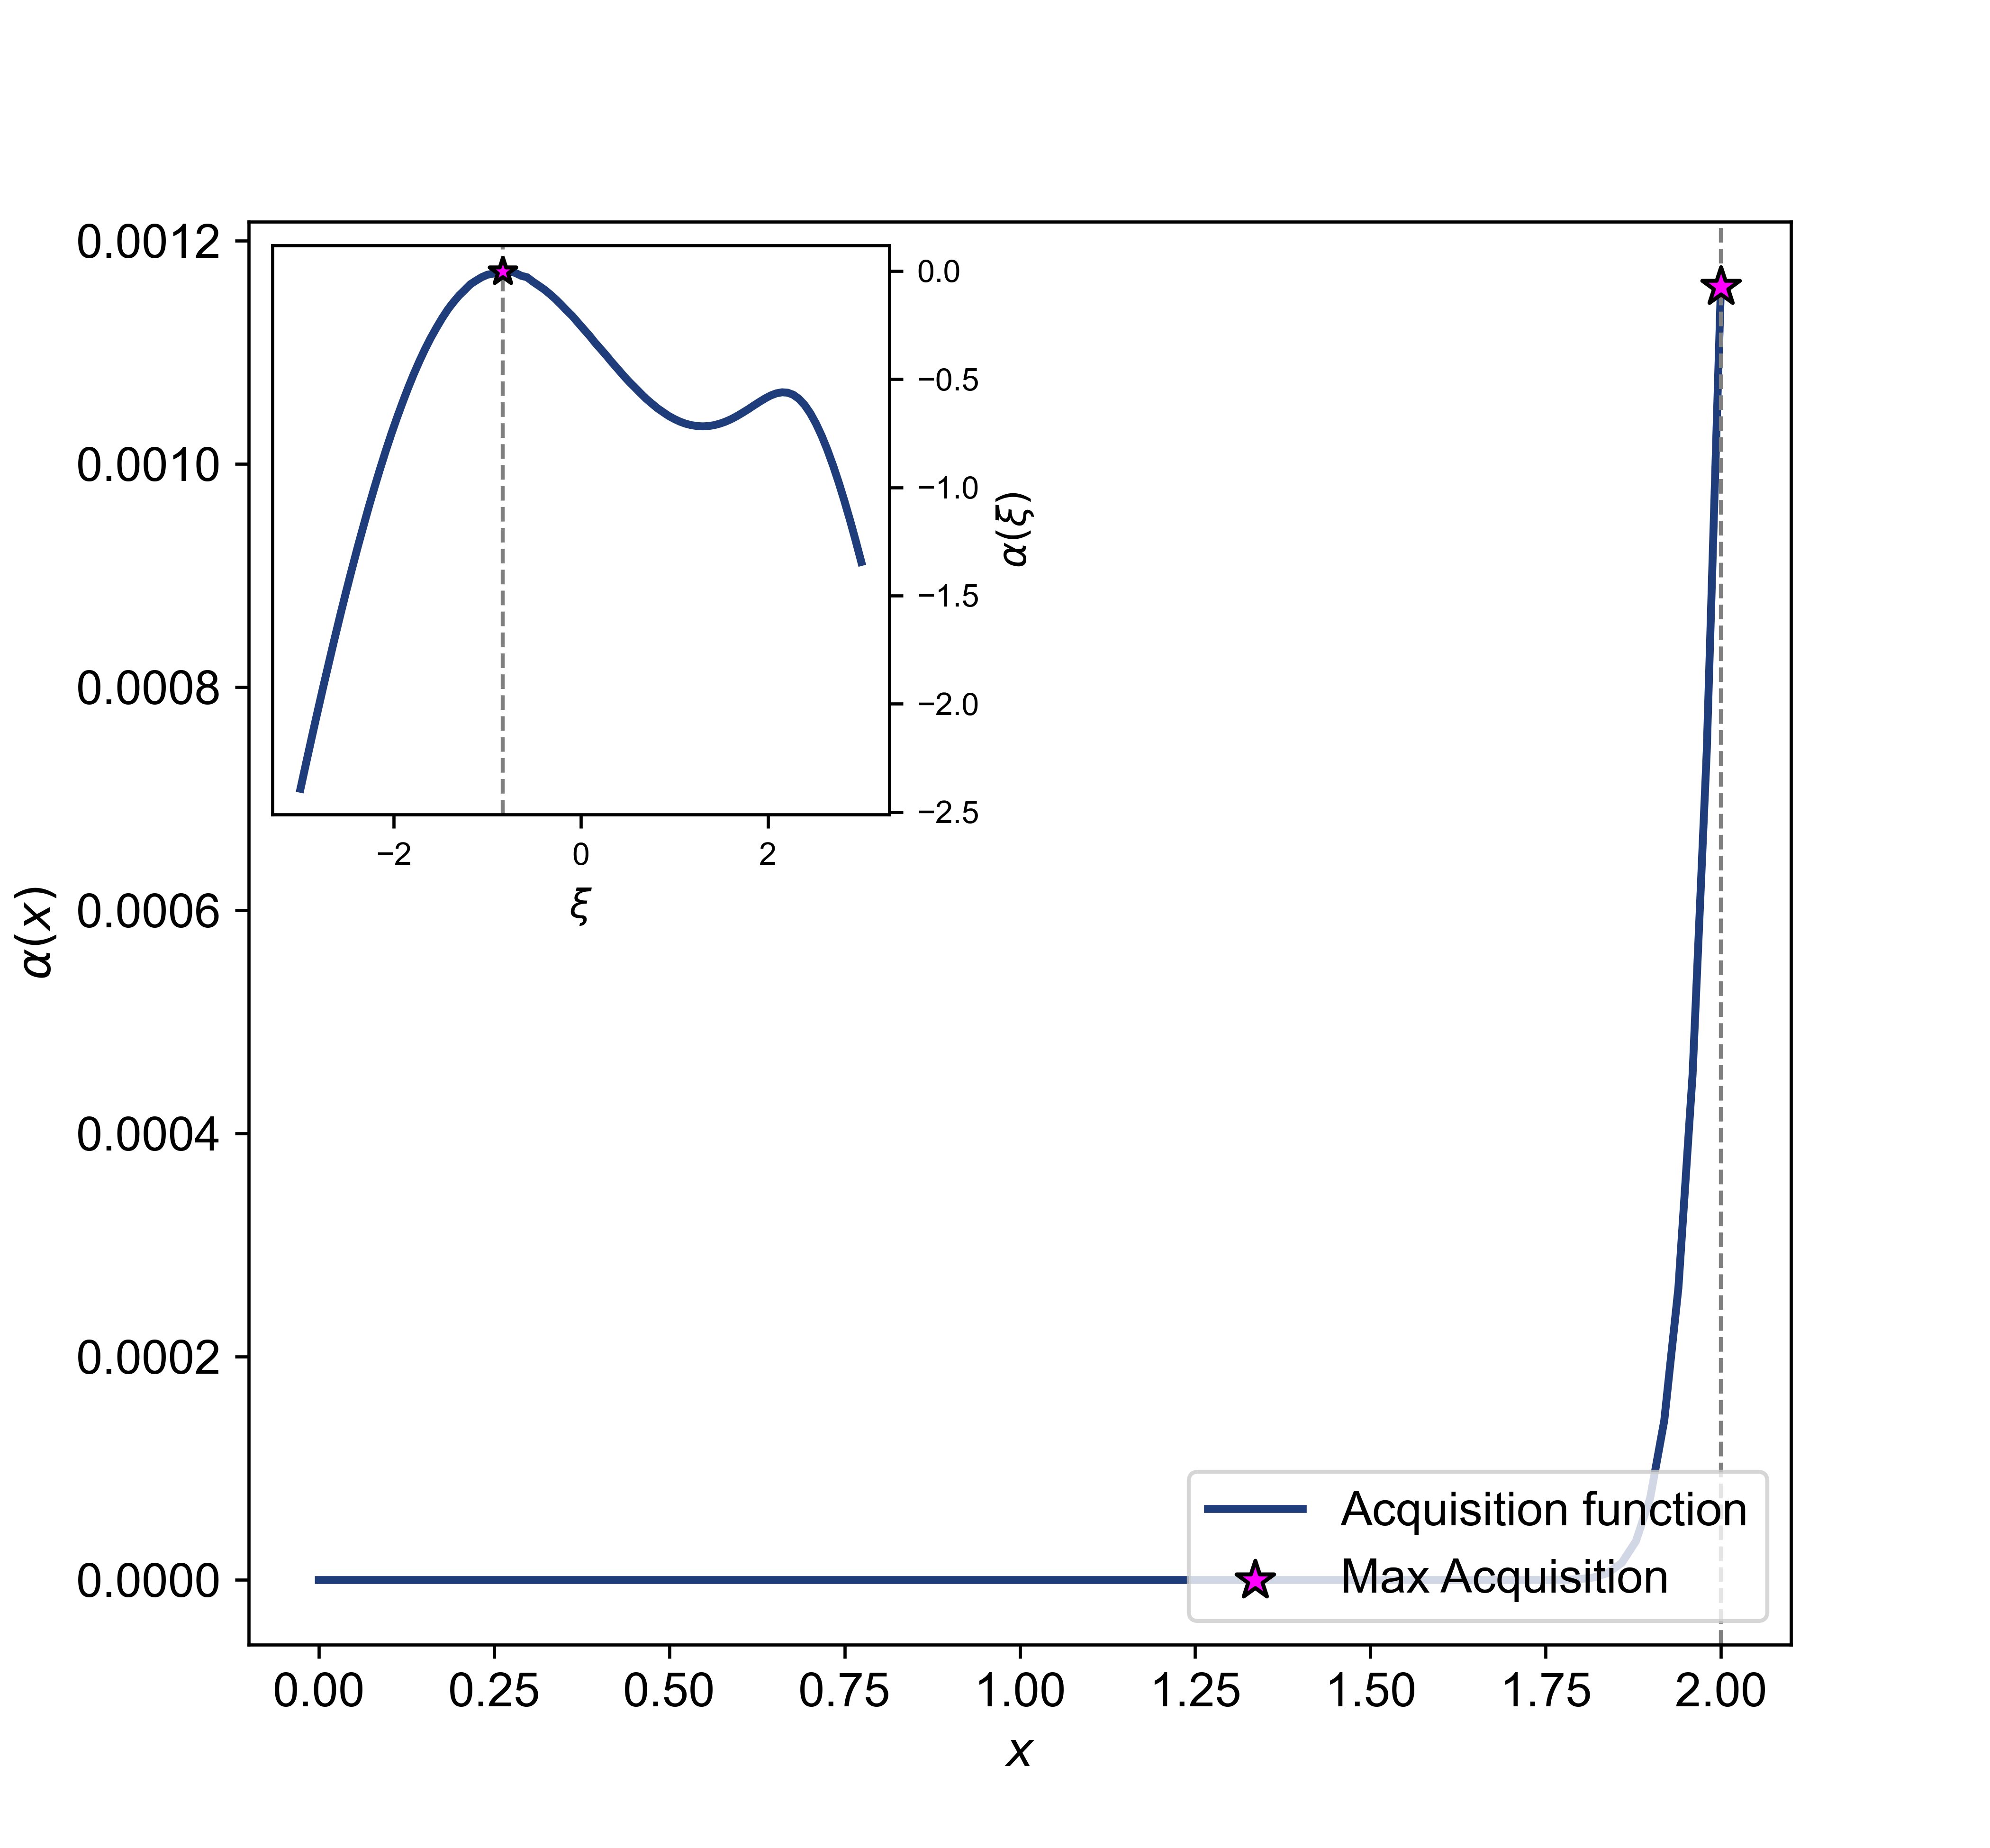 0.0012
0.0010
0.0008
0.0006
0.0004
0.0002
0.0000
α(x)
0.0
−0.5
−1.0
−1.5
−2.0
−2.5
α(ξ)
−2 0 2
ξ
Acquisition function
Max Acquisition
0.00 0.25 0.50 0.75 1.00 1.25 1.50 1.75 2.00
x